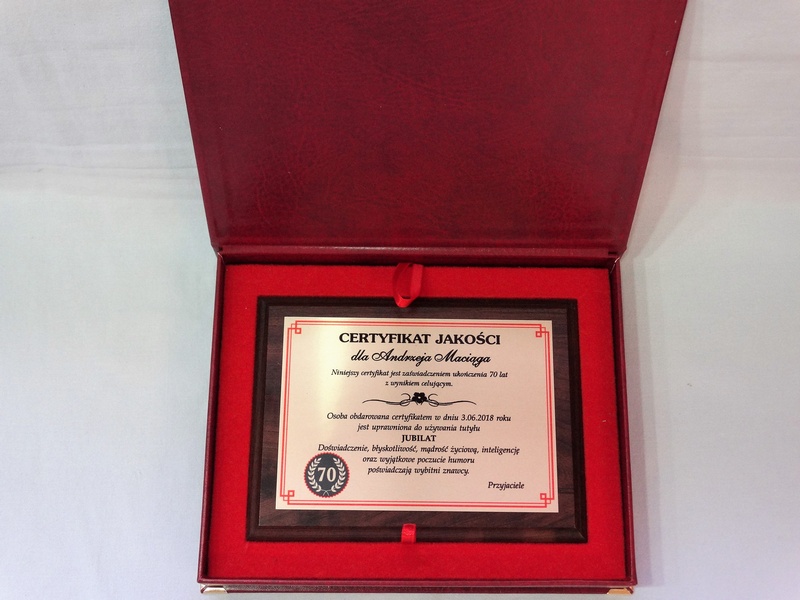 CERTYFIKAT JAKOŚCI
dla Andrzeja Maciąga
Niniejszy certyfikat jest zaświadczeniem ukończenia 70 lat
z wynikiem celującym.
Osoba obdarowana certyfikatem w dniu 3.06.2018 roku
jest uprawniona do używania tytułu
JUBILAT
Doświadczenie, błyskotliwość, mądrość życiową, inteligencję
oraz wyjątkowe poczucie humoru
poświadczają wybitni znawcy.
70
Przyjaciele